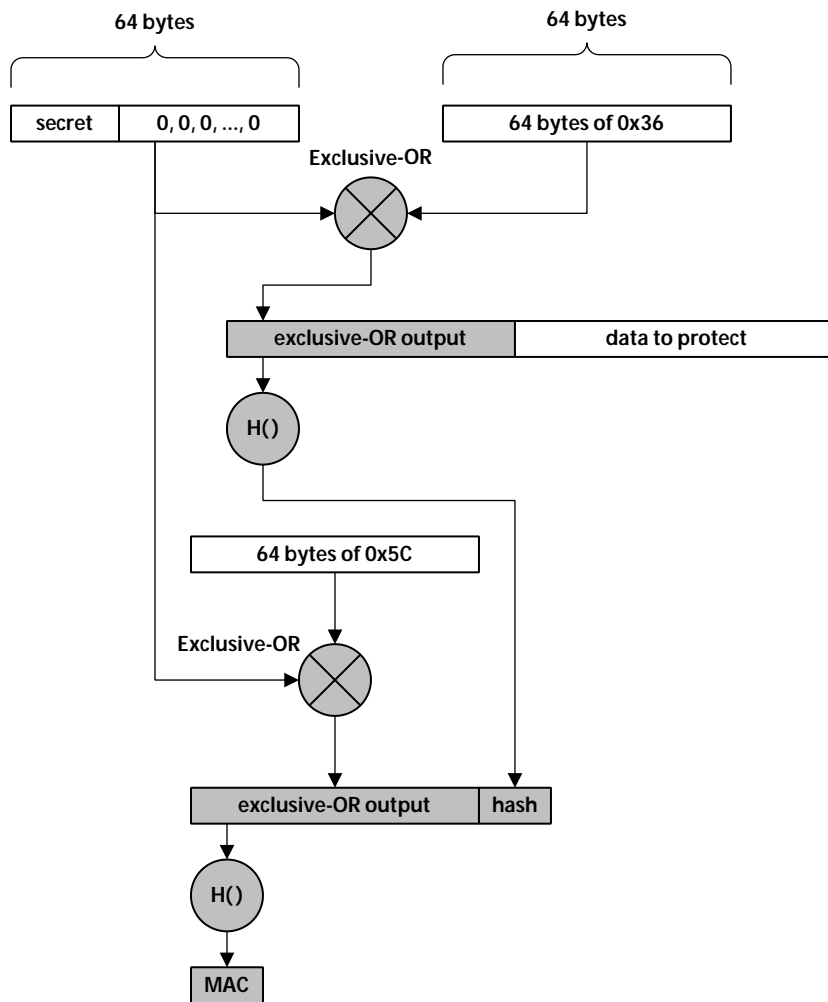 64 bytes
64 bytes
secret
0, 0, 0, ..., 0
64 bytes of 0x36
Exclusive-OR
exclusive-OR output
data to protect
H()
64 bytes of 0x5C
Exclusive-OR
exclusive-OR output
hash
H()
MAC